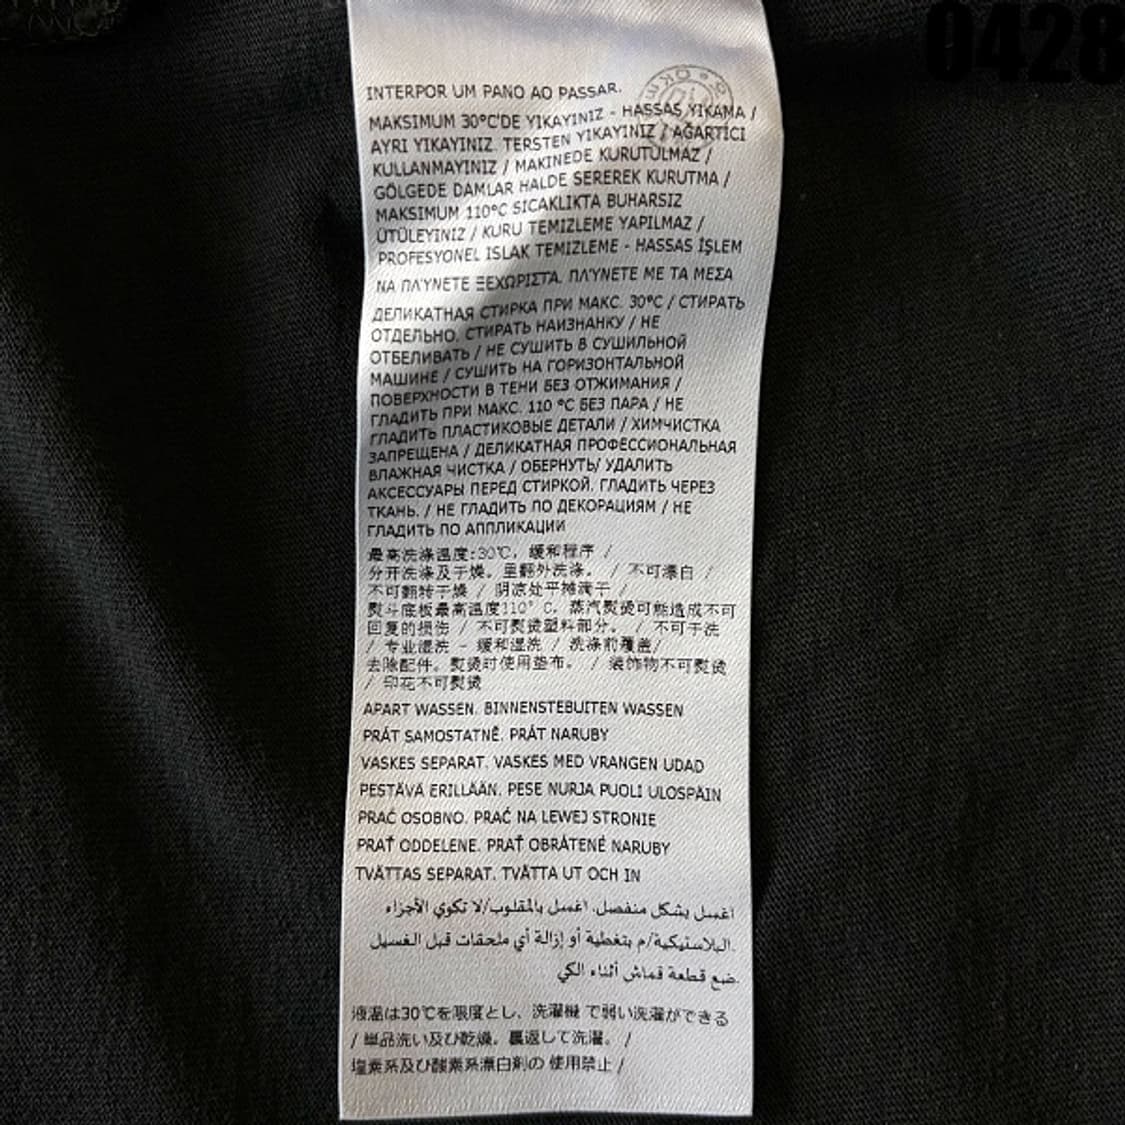 0428
INTERPOR UM PANO AO PASSAR.
MAKSIMUM 30°C'DE YIKAYINIZ - HASSAS YIKAMA /
AYRI YIKAYINIZ. TERSTEN YIKAYINIZ / AĞARTICI
KULLANMAYINIZ / MAKINEDE KURUTULMAZ /
GÖLGEDE DAMLAR HALDE SEREREK KURUTMA /
MAKSIMUM 110°C SICAKLIKTA BUHARSIZ
ÜTÜLEYINIZ / KURU TEMIZLEME YAPILMAZ /
PROFESYONEL ISLAK TEMIZLEME - HASSAS İŞLEM
ΝΑ ΠΛΎΝΕΤΕ ΞΕΧΩΡΙΣΤΑ. ΠΛΎΝΕΤΕ ΜΕ ΤΑ ΜΕΣΑ
ДЕЛИКАТНАЯ СТИРКА ПРИ МАКС. 30°C / СТИРАТЬ
ОТДЕЛЬНО. СТИРАТЬ НАИЗНАНКУ / НЕ
ОТБЕЛИВАТЬ / НЕ СУШИТЬ В СУШИЛЬНОЙ
МАШИНЕ / СУШИТЬ НА ГОРИЗОНТАЛЬНОЙ
ПОВЕРХНОСТИ В ТЕНИ БЕЗ ОТЖИМАНИЯ /
ГЛАДИТЬ ПРИ МАКС. 110 °C БЕЗ ПАРА / НЕ
ГЛАДИТЬ ПЛАСТИКОВЫЕ ДЕТАЛИ / ХИМЧИСТКА
ЗАПРЕЩЕНА / ДЕЛИКАТНАЯ ПРОФЕССИОНАЛЬНАЯ
ВЛАЖНАЯ ЧИСТКА / ОБЕРНУТЬ/ УДАЛИТЬ
АКСЕССУАРЫ ПЕРЕД СТИРКОЙ. ГЛАДИТЬ ЧЕРЕЗ
ТКАНЬ. / НЕ ГЛАДИТЬ ПО ДЕКОРАЦИЯМ / НЕ
ГЛАДИТЬ ПО АППЛИКАЦИИ
最高洗涤温度:30℃, 缓和程序 /
分开洗涤及干燥。里翻外洗涤。 / 不可漂白 /
不可翻转干燥 / 阴凉处平摊滴干 /
熨斗底板最高温度110°C, 蒸汽熨烫可能造成不可
回复的损伤 / 不可熨烫塑料部分。 / 不可干洗
/ 专业湿洗 - 缓和湿洗 / 洗涤前覆盖/
去除配件。熨烫时使用垫布。 / 装饰物不可熨烫
/ 印花不可熨烫
APART WASSEN. BINNENSTEBUITEN WASSEN
PRÁT SAMOSTATNĚ. PRÁT NARUBY
VASKES SEPARAT. VASKES MED VRANGEN UDAD
PESTÄVÄ ERILLÄÄN. PESE NURJA PUOLI ULOSPÄIN
PRAĆ OSOBNO. PRAĆ NA LEWEJ STRONIE
PRAŤ ODDELENE. PRAŤ OBRÁTENÉ NARUBY
TVÄTTAS SEPARAT. TVÄTTA UT OCH IN
اغسل بشكل منفصل. اغسل بالمقلوب/لا تكوي الأجزاء
البلاستيكية/م بتغطية أو إزالة أي ملحقات قبل الغسيل.
ضع قطعة قماش أثناء الكي.
液温は30℃を限度とし、洗濯機 で弱い洗濯ができる
/ 単品洗い及び乾燥。裏返して洗濯。 /
塩素系及び酸素系漂白剤の 使用禁止 /